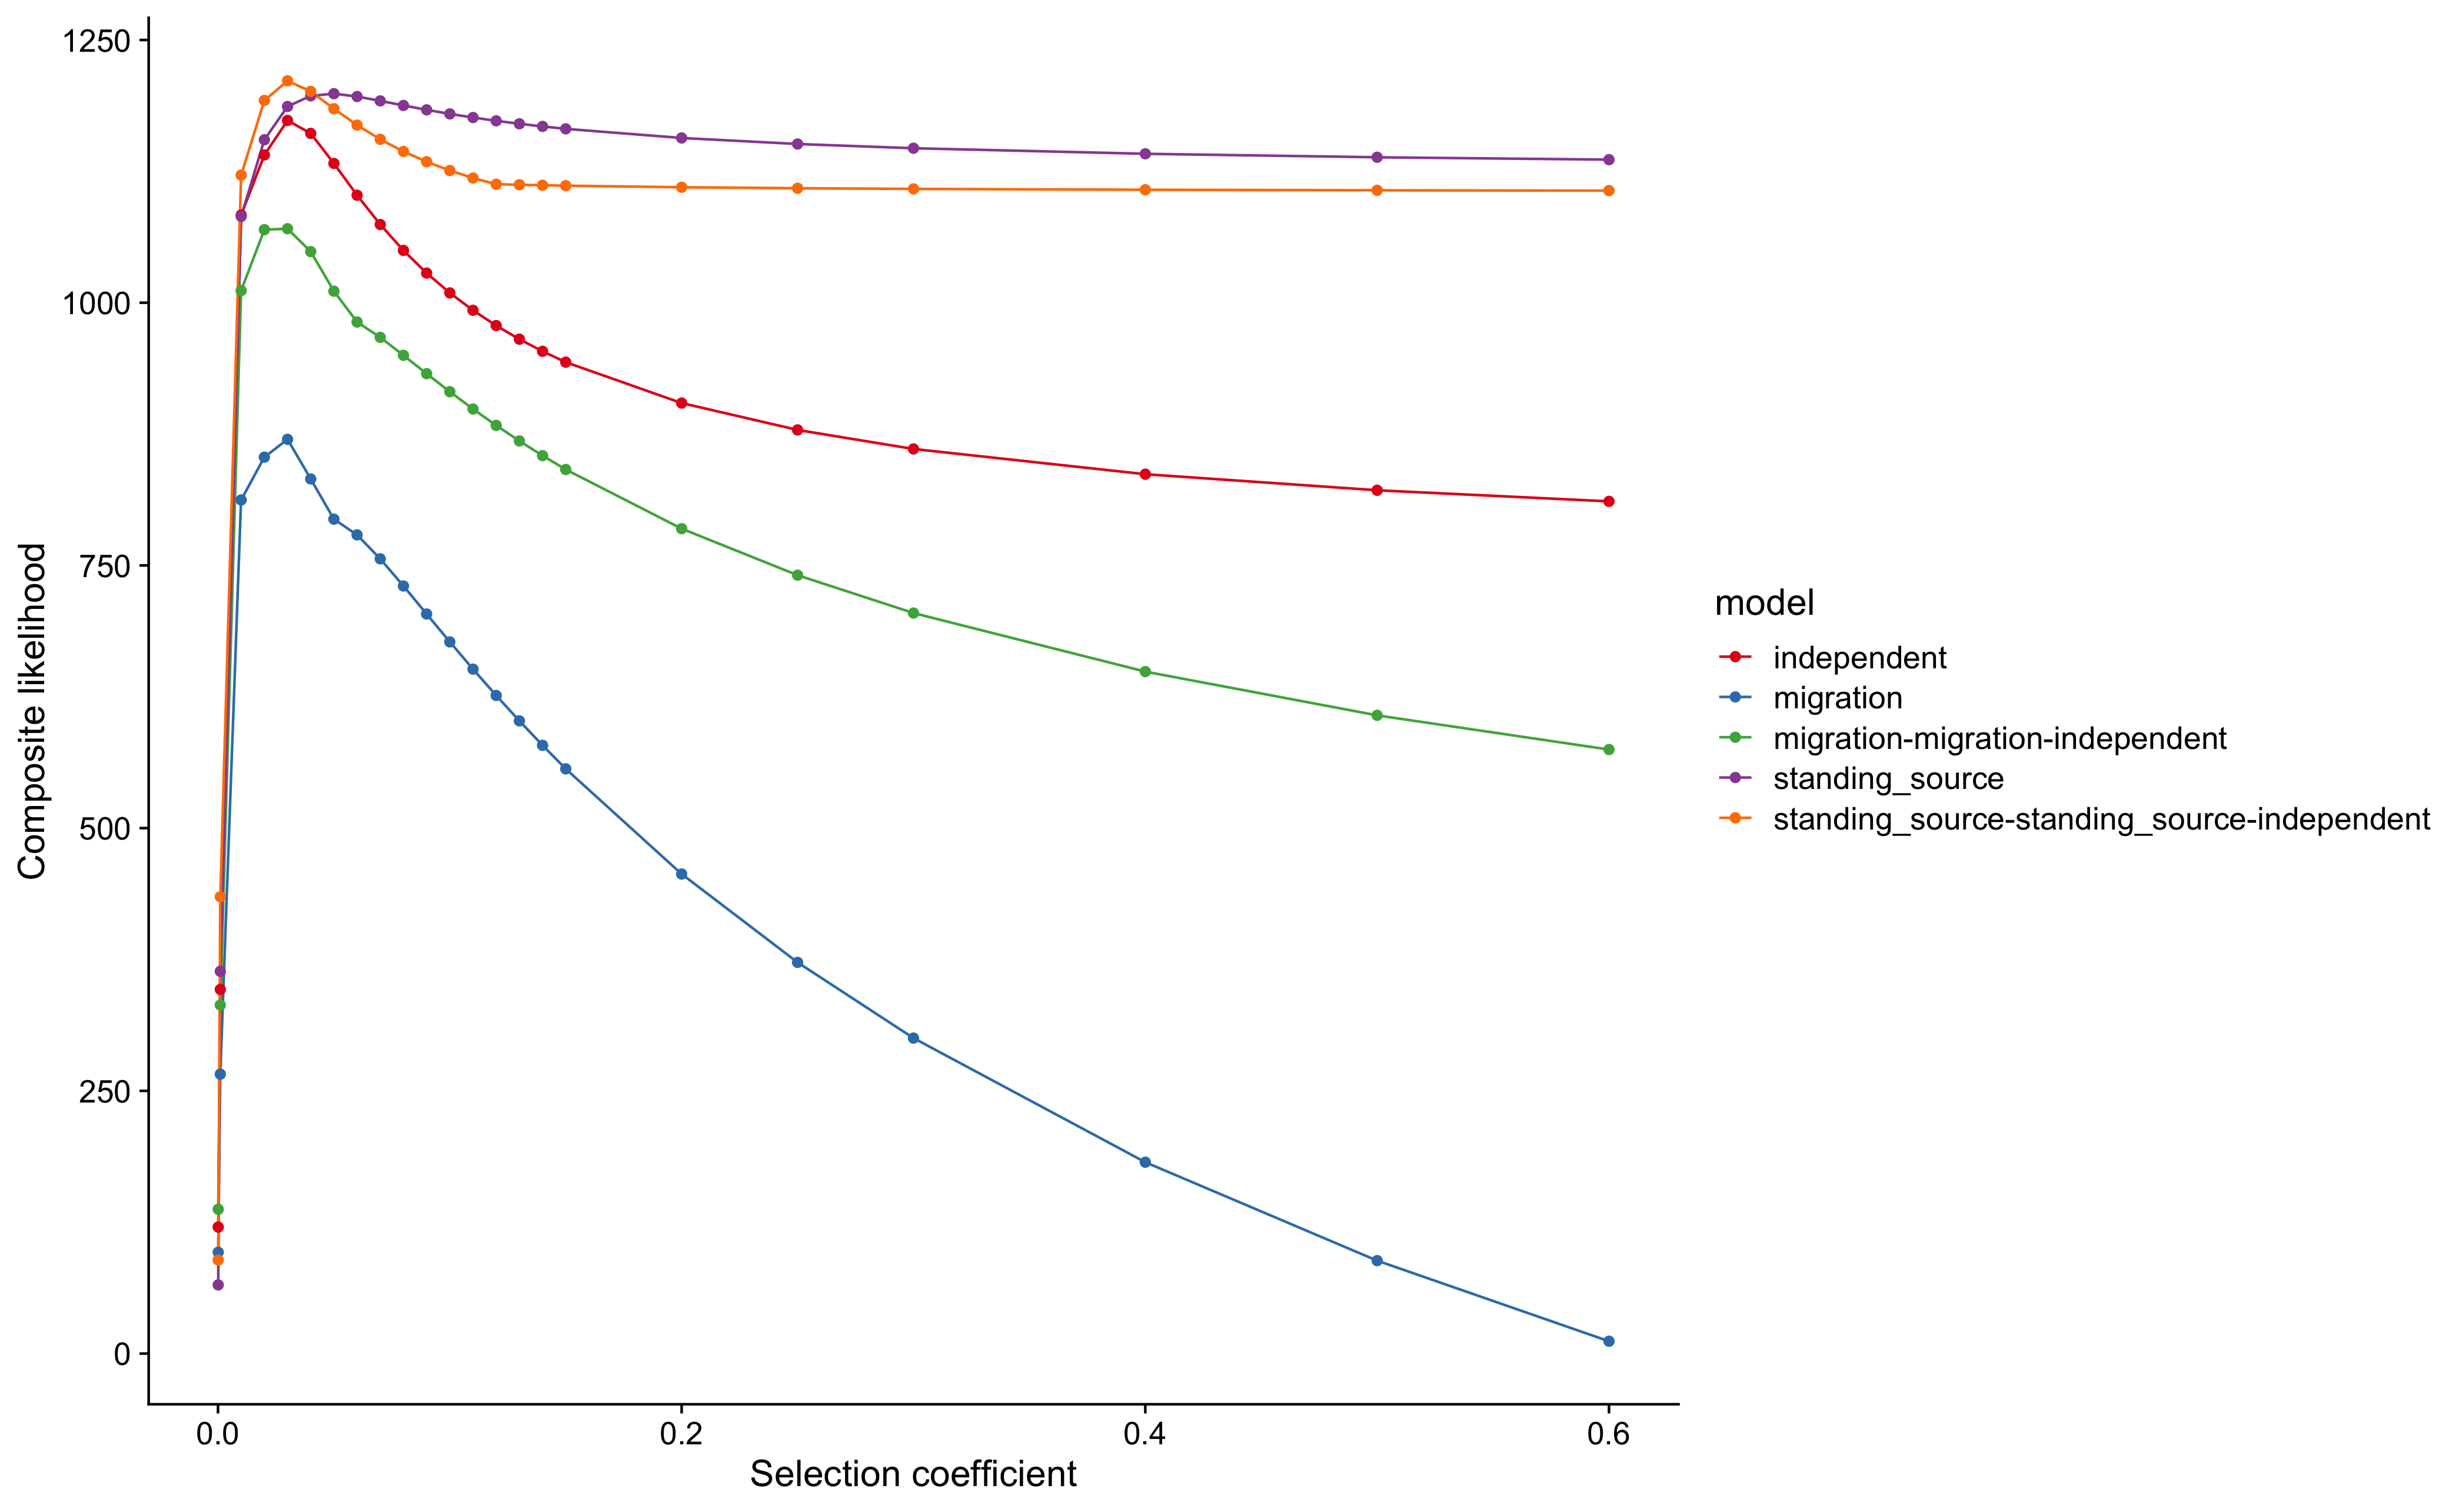 1250
1000
750
500
250
0
Composite likelihood
0.0
0.2
0.4
0.6
Selection coefficient
model
independent
migration
migration-migration-independent
standing_source
standing_source-standing_source-independent